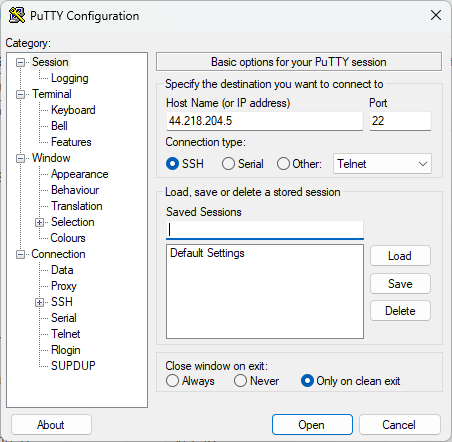 PuTTY Configuration
Category:
Session
Logging
Terminal
Keyboard
Bell
Features
Window
Appearance
Behaviour
Translation
Selection
Colours
Connection
Data
Proxy
SSH
Serial
Telnet
Rlogin
SUPDUP
Basic options for your PuTTY session
Specify the destination you want to connect to
Host Name (or IP address) Port
44.218.204.5 22
Connection type:
SSH Serial Other: Telnet
Load, save or delete a stored session
Saved Sessions
Default Settings
Load
Save
Delete
Close window on exit:
Always Never Only on clean exit
About Open Cancel